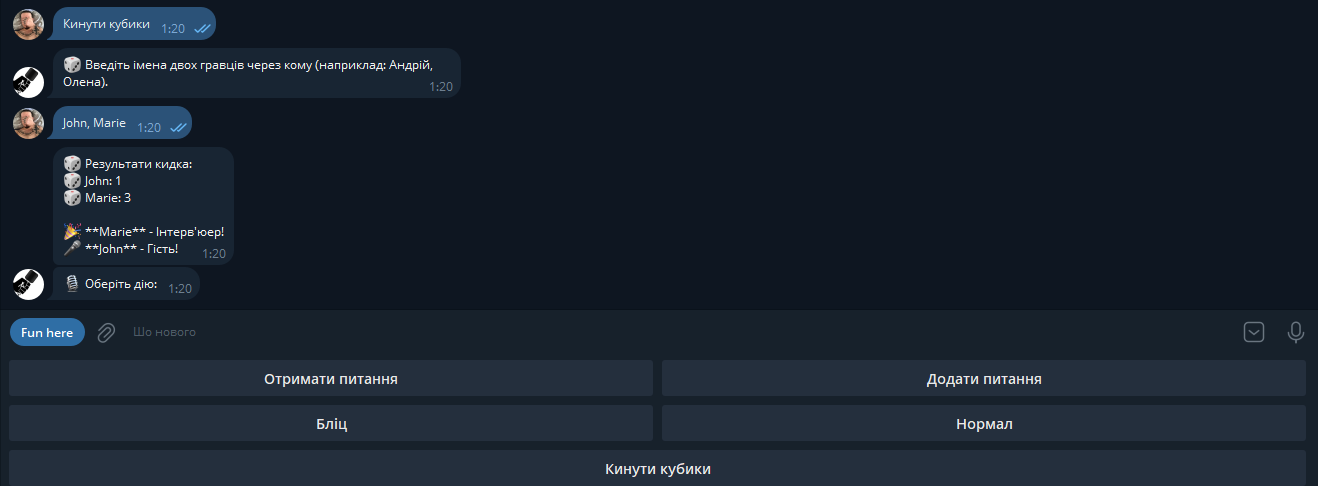 Кинути кубики 1:20
Введіть імена двох гравців через кому (наприклад: Андрій,
Олена). 1:20
John, Marie 1:20
Результати кидка:
John: 1
Marie: 3
**Marie** - Інтерв'юер!
**John** - Гість! 1:20
Оберіть дію: 1:20
Fun here Шо нового
Отримати питання Додати питання
Бліц Нормал
Кинути кубики